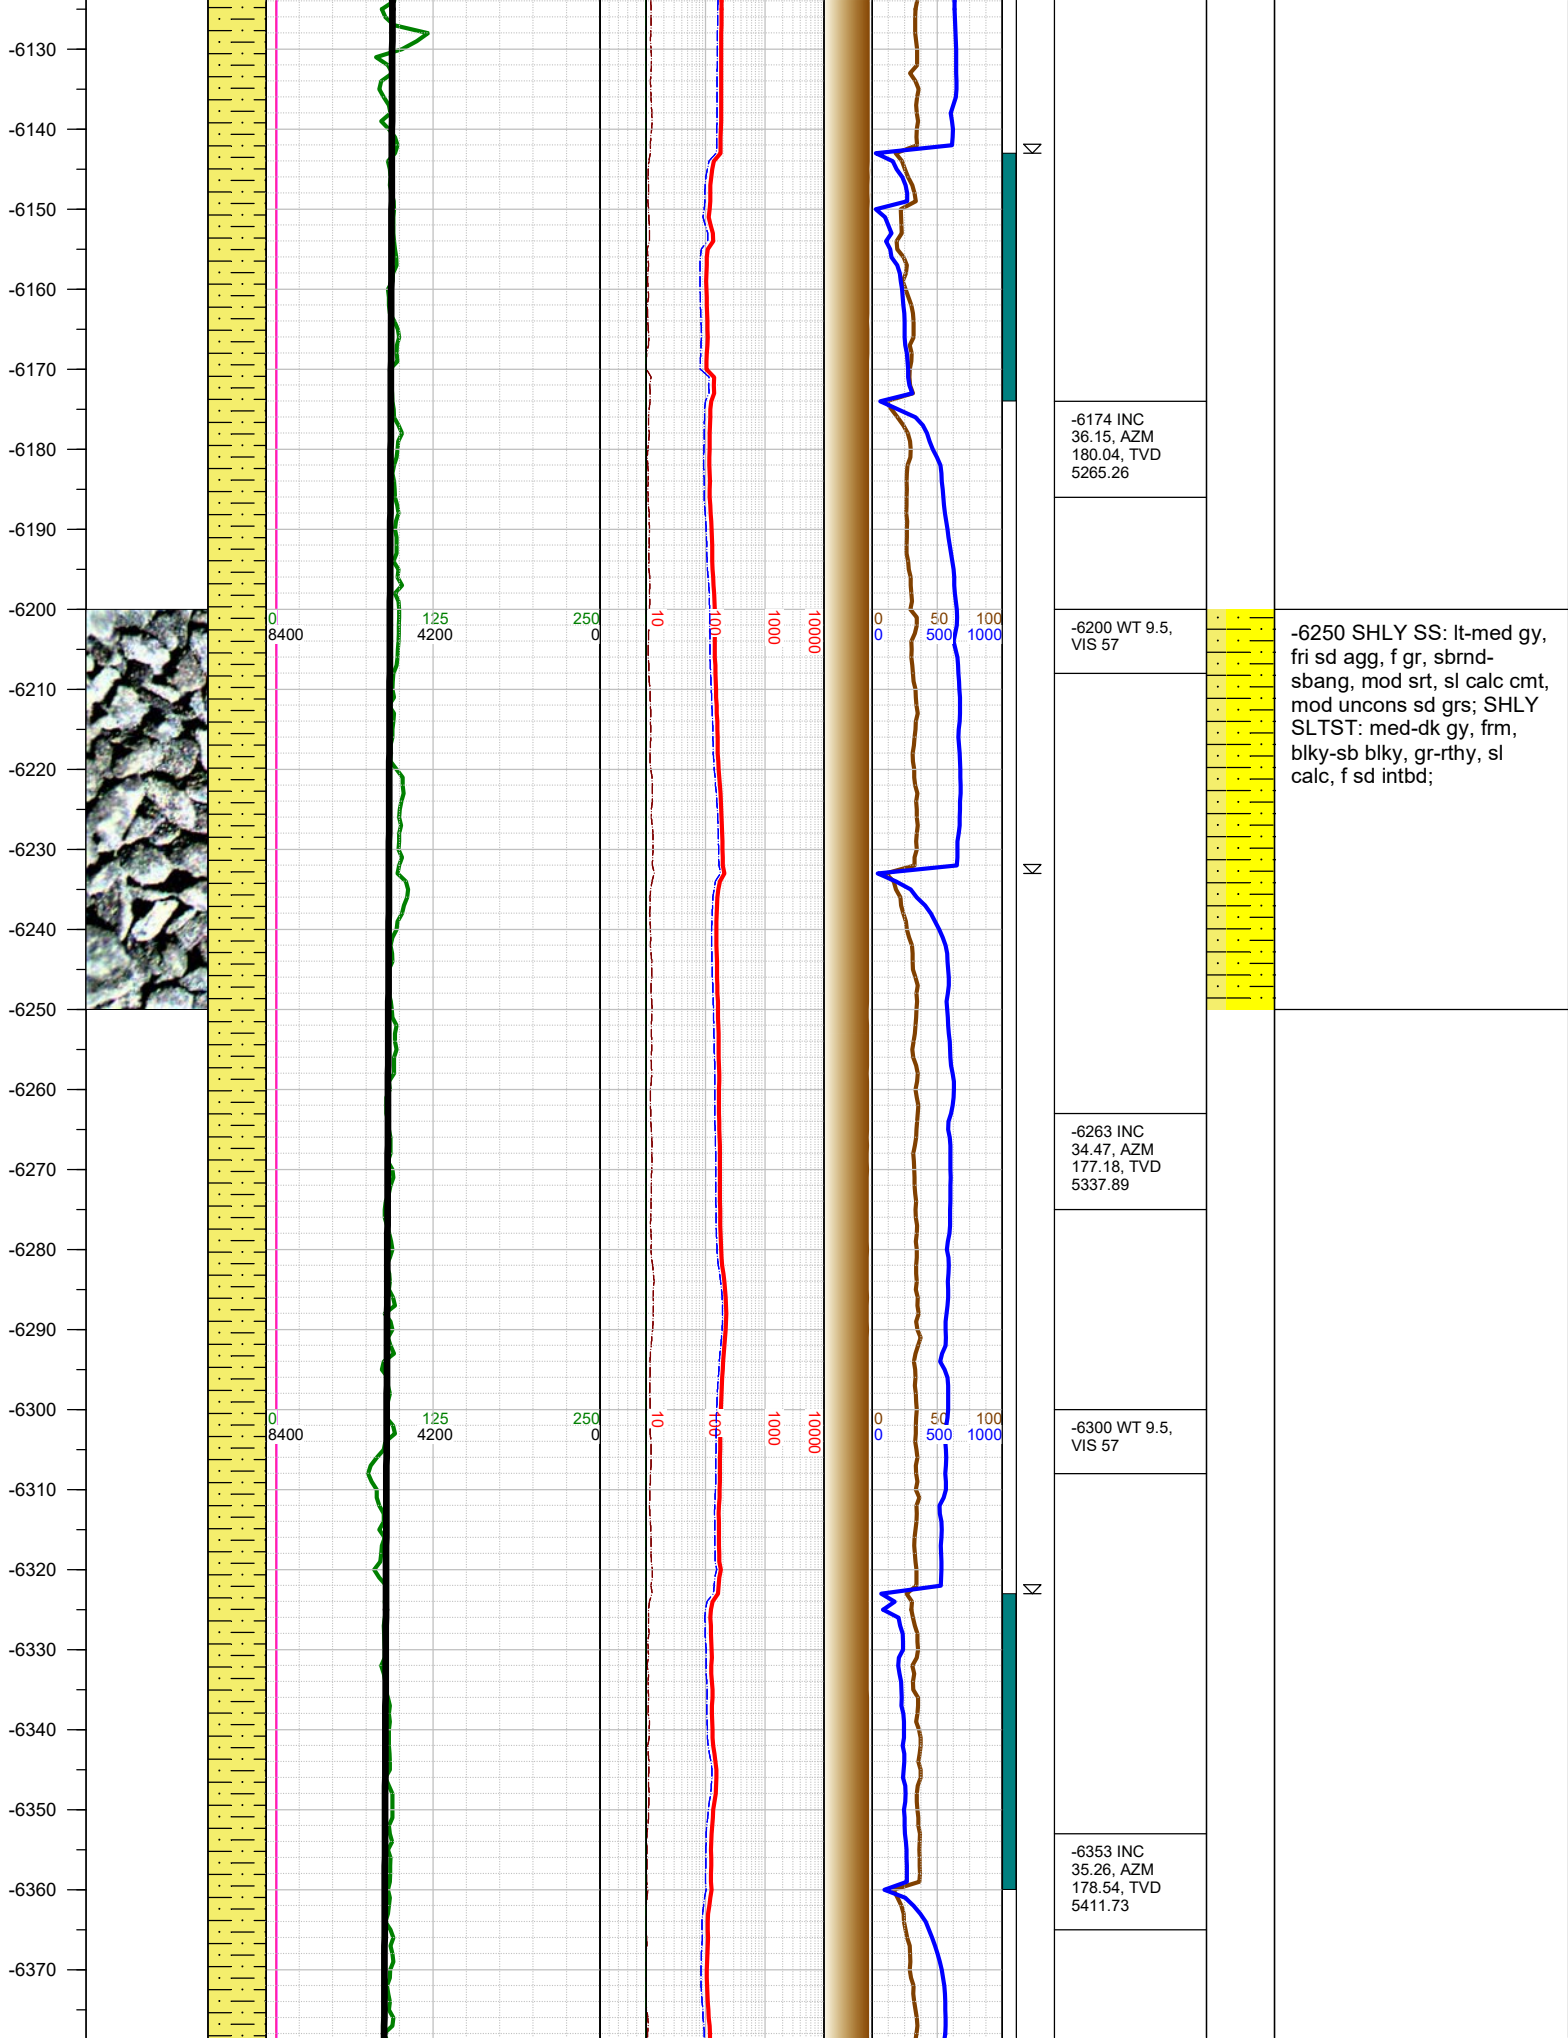 -6130
-6140
-6150
-6160
-6170
-6174 INC
36.15, AZM
180.04, TVD
5265.26
-6180
-6190
-6200
0 125 250
8400 4200 0
10 100 1000 10000
0 50 100
0 500 1000
-6200 WT 9.5,
VIS 57
-6250 SHLY SS: lt-med gy,
fri sd agg, f gr, sbrnd-
sbang, mod srt, sl calc cmt,
mod uncons sd grs; SHLY
SLTST: med-dk gy, frm,
blky-sb blky, gr-rthy, sl
calc, f sd intbd;
-6210
-6220
-6230
-6240
-6250
-6260
-6263 INC
34.47, AZM
177.18, TVD
5337.89
-6270
-6280
-6290
-6300
0 125 250
8400 4200 0
10 100 1000 10000
0 50 100
0 500 1000
-6300 WT 9.5,
VIS 57
-6310
-6320
-6330
-6340
-6350
-6353 INC
35.26, AZM
178.54, TVD
5411.73
-6360
-6370